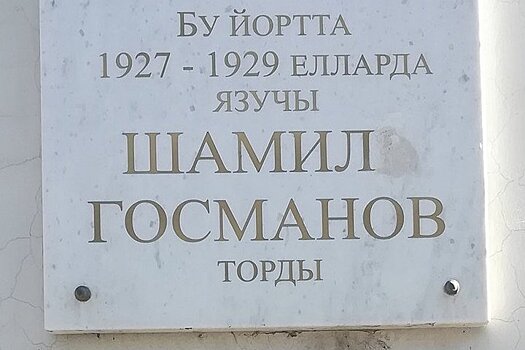 Бу йортта
1927 - 1929 елларда
язучы
ШАМИЛ
ГОСМАНОВ
торды